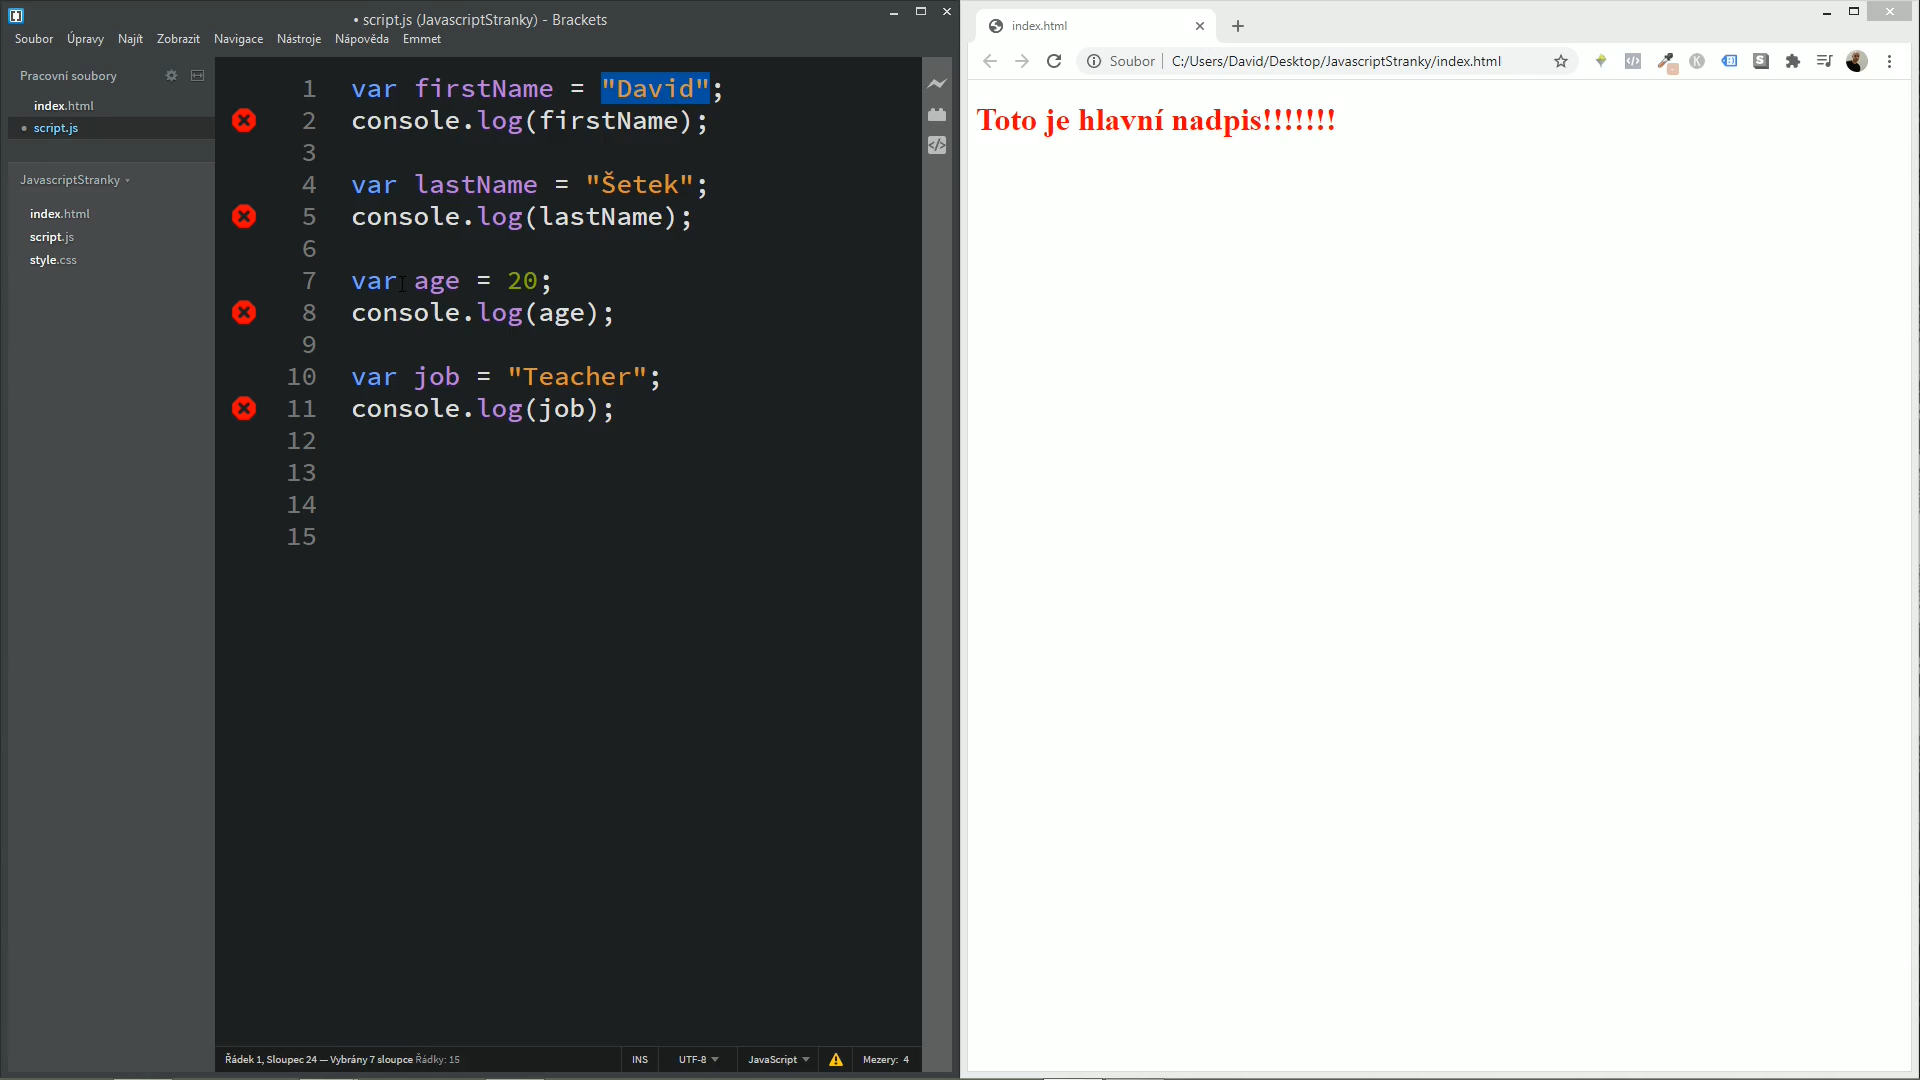 • script.js (JavascriptStranky) - Brackets
Soubor Úpravy Najít Zobrazit Navigace Nástroje Nápověda Emmet
Pracovní soubory
index.html
• script.js
JavascriptStranky
index.html
script.js
style.css
1 var firstName = "David";
2 console.log(firstName);
3
4 var lastName = "Šetek";
5 console.log(lastName);
6
7 var age = 20;
8 console.log(age);
9
10 var job = "Teacher";
11 console.log(job);
12
13
14
15
Řádek 1, Sloupec 24 — Vybrány 7 sloupce Řádky: 15
INS UTF-8 JavaScript Mezery: 4
index.html
Soubor C:/Users/David/Desktop/JavascriptStranky/index.html
Toto je hlavní nadpis!!!!!!!